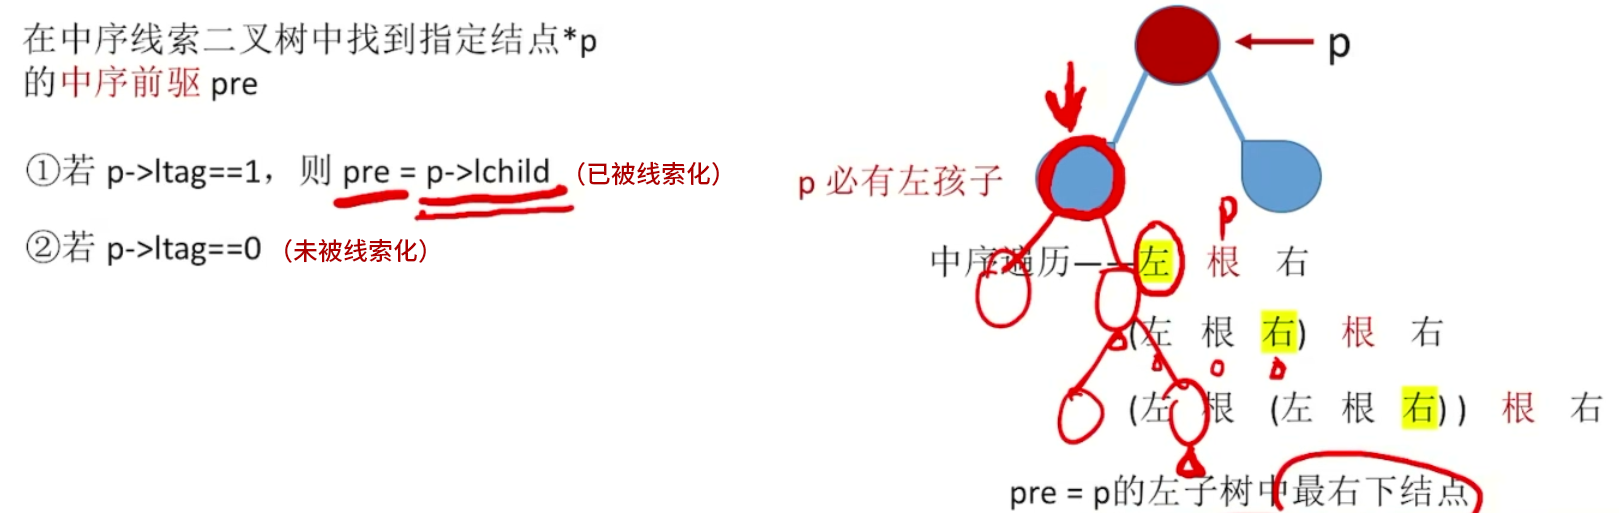 在中序线索二叉树中找到指定结点*p
的中序前驱 pre
①若 p->ltag==1，则 pre = p->lchild （已被线索化）
②若 p->ltag==0 （未被线索化）
p
p 必有左孩子
p
中序遍历——左 根 右
(左 根 右) 根 右
(左 根 (左 根 右)) 根 右
pre = p的左子树中最右下结点